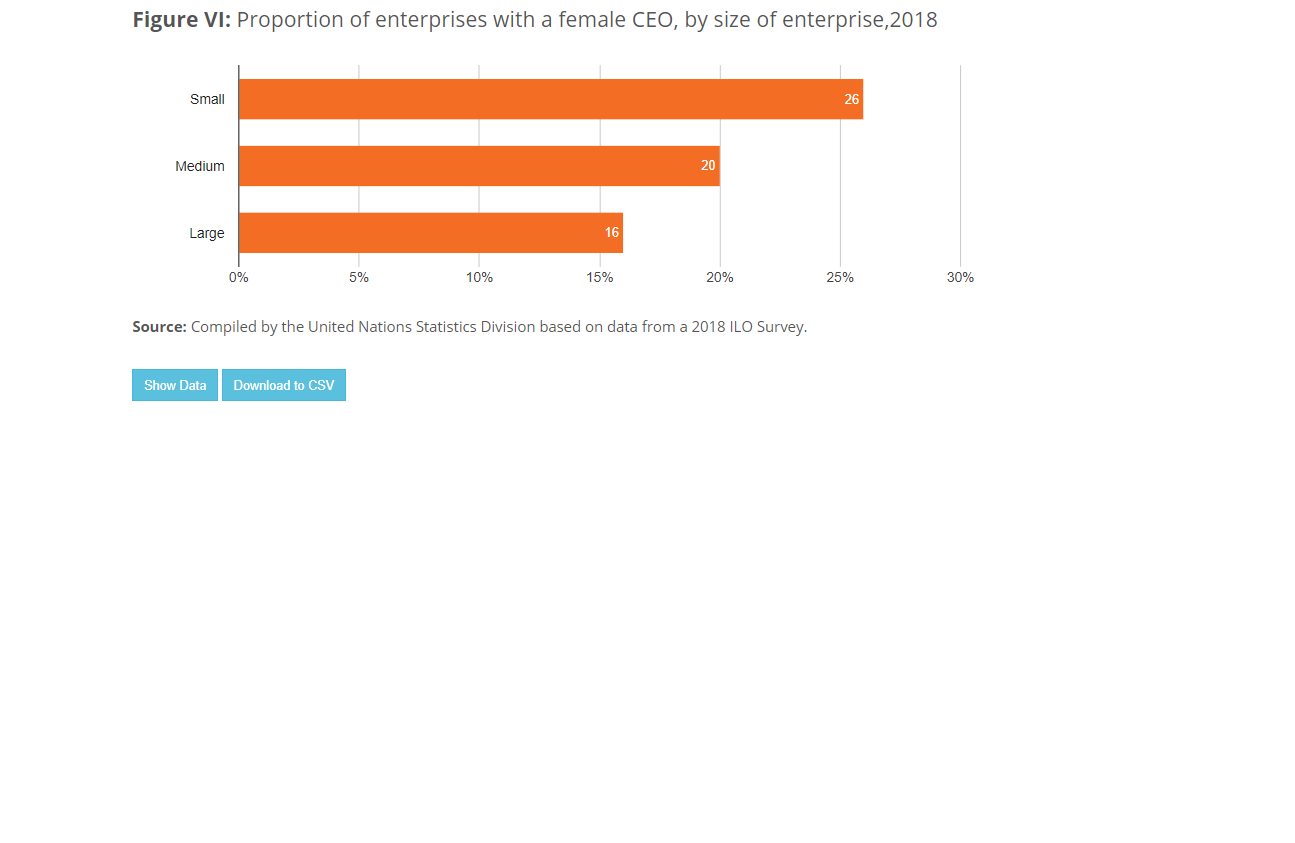 Figure VI: Proportion of enterprises with a female CEO, by size of enterprise,2018
Small 26
Medium 20
Large 16
0% 5% 10% 15% 20% 25% 30%
Source: Compiled by the United Nations Statistics Division based on data from a 2018 ILO Survey.
Show Data Download to CSV